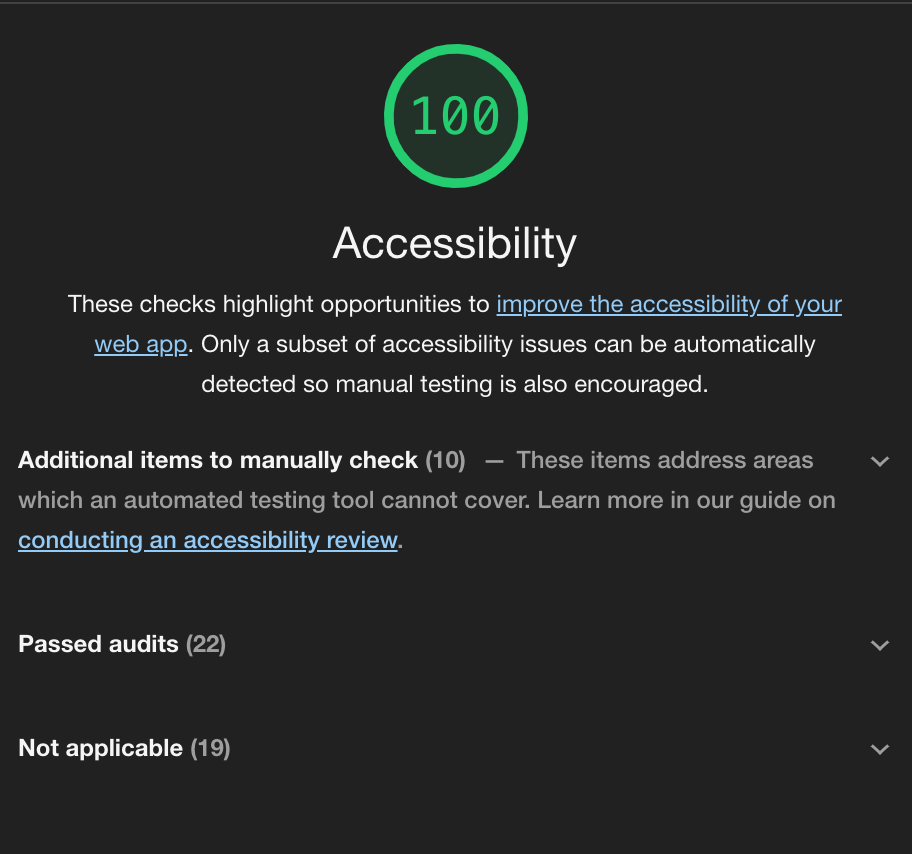 100
Accessibility
These checks highlight opportunities to improve the accessibility of your
web app. Only a subset of accessibility issues can be automatically
detected so manual testing is also encouraged.
Additional items to manually check (10) — These items address areas
which an automated testing tool cannot cover. Learn more in our guide on
conducting an accessibility review.
Passed audits (22)
Not applicable (19)